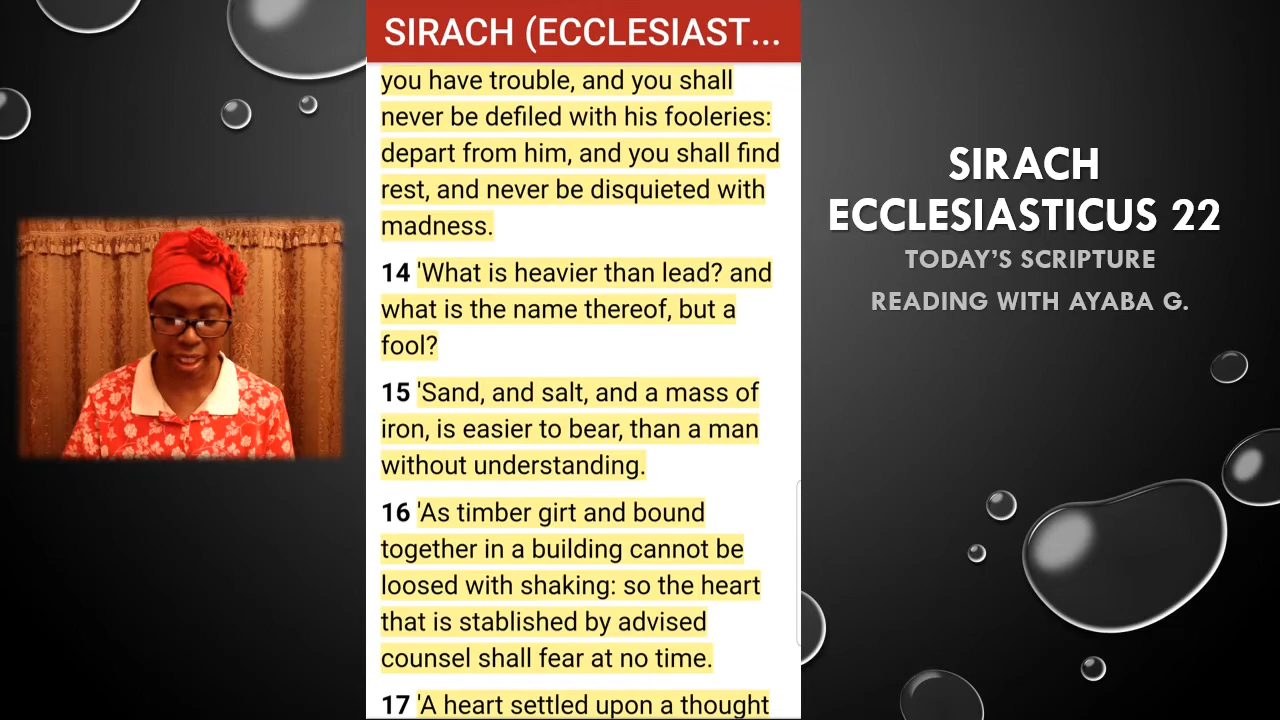 SIRACH (ECCLESIAST...
you have trouble, and you shall
never be defiled with his fooleries:
depart from him, and you shall find
rest, and never be disquieted with
madness.
14 'What is heavier than lead? and
what is the name thereof, but a
fool?
15 'Sand, and salt, and a mass of
iron, is easier to bear, than a man
without understanding.
16 'As timber girt and bound
together in a building cannot be
loosed with shaking: so the heart
that is stablished by advised
counsel shall fear at no time.
17 'A heart settled upon a thought
SIRACH
ECCLESIASTICUS 22
TODAY'S SCRIPTURE
READING WITH AYABA G.